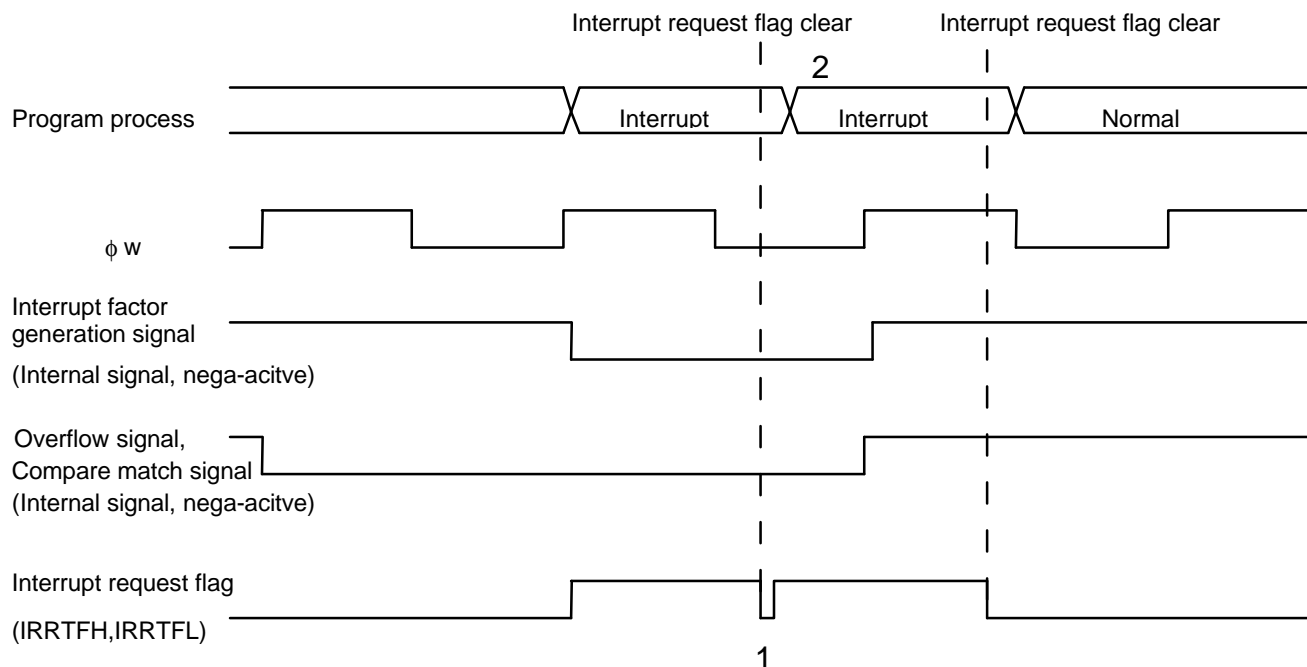 Interrupt request flag clear
Interrupt request flag clear
2
Program process
Interrupt
Interrupt
Normal
ϕ w
Interrupt factor
generation signal
(Internal signal, nega-acitve)
Overflow signal,
Compare match signal
(Internal signal, nega-acitve)
Interrupt request flag
(IRRTFH,IRRTFL)
1